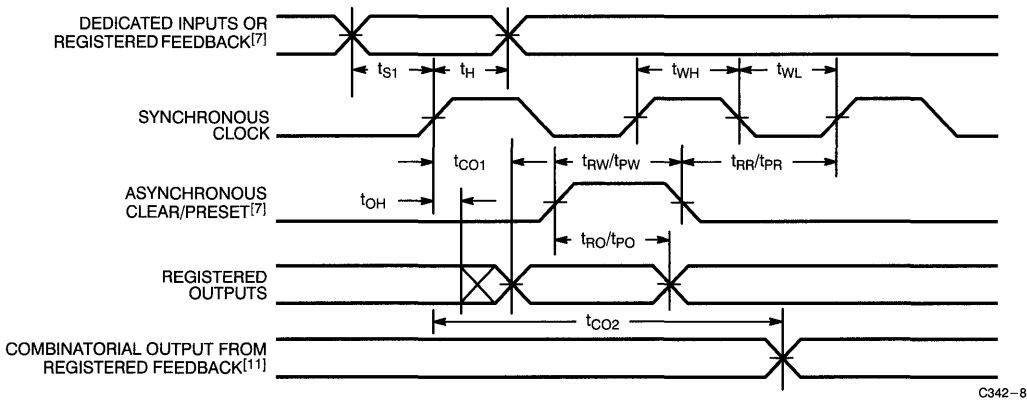 DEDICATED INPUTS OR
REGISTERED FEEDBACK[7]
tS1
tH
tWH
tWL
SYNCHRONOUS
CLOCK
tCO1
tRW/tPW
tRR/tPR
ASYNCHRONOUS
CLEAR/PRESET[7]
tOH
tRO/tPO
REGISTERED
OUTPUTS
tCO2
COMBINATORIAL OUTPUT FROM
REGISTERED FEEDBACK[11]
C342-8